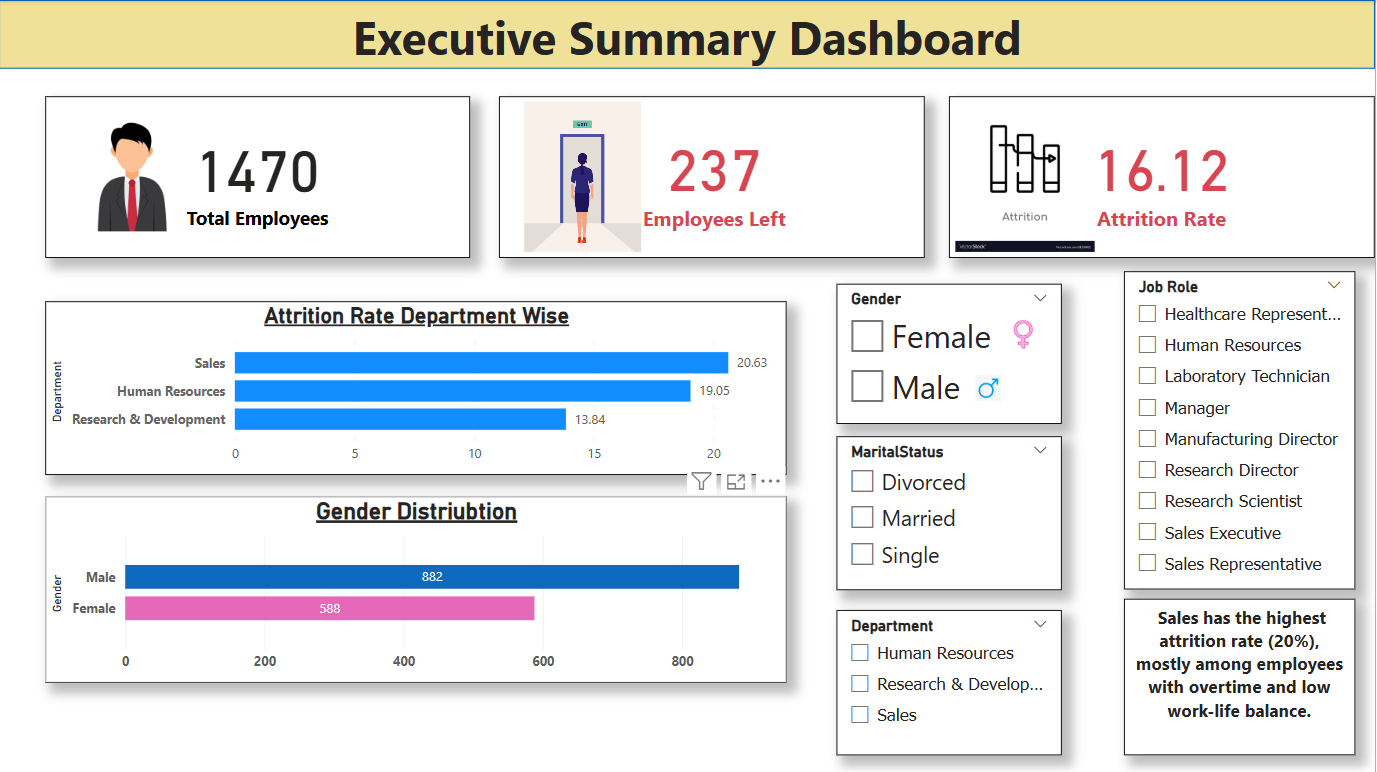 Executive Summary Dashboard
1470
Total Employees
EXIT
237
Employees Left
Attrition
VectorStock
16.12
Attrition Rate
Attrition Rate Department Wise
Department
Sales
20.63
Human Resources
19.05
Research & Development
13.84
0 5 10 15 20
Gender Distriubtion
Gender
Male
882
Female
588
0 200 400 600 800
Gender
Female
Male
MaritalStatus
Divorced
Married
Single
Department
Human Resources
Research & Develop...
Sales
Job Role
Healthcare Represent...
Human Resources
Laboratory Technician
Manager
Manufacturing Director
Research Director
Research Scientist
Sales Executive
Sales Representative
Sales has the highest
attrition rate (20%),
mostly among employees
with overtime and low
work-life balance.